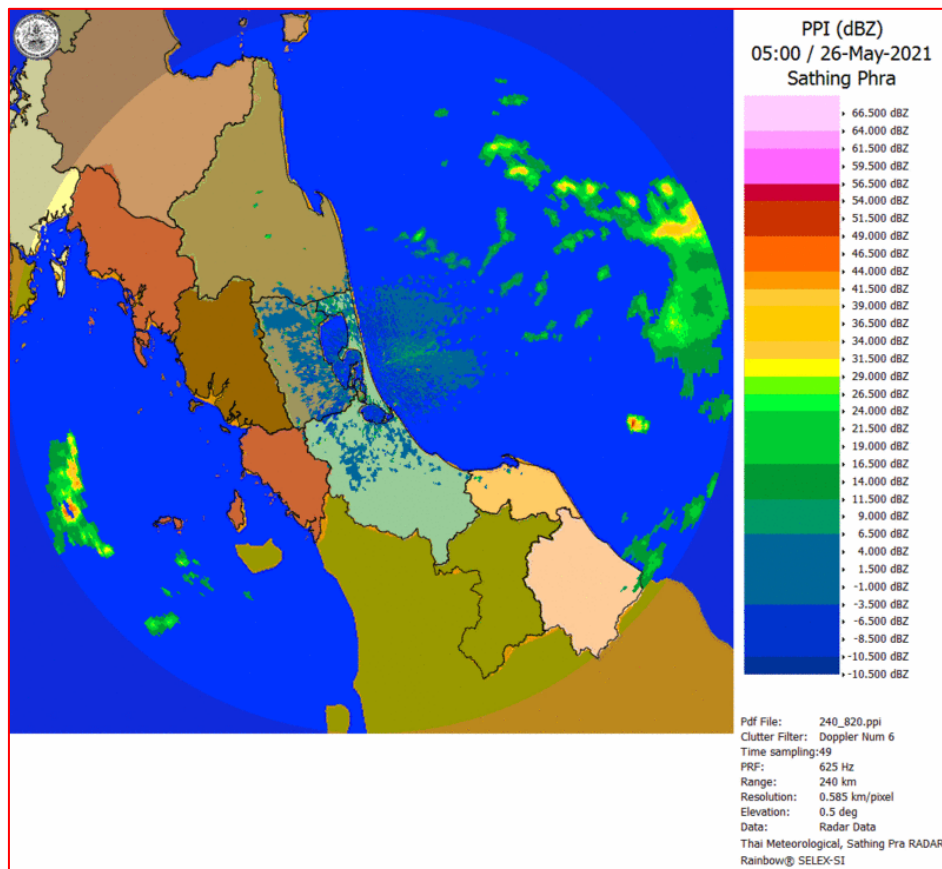 PPI (dBZ)
05:00 / 26-May-2021
Sathing Phra
66.500 dBZ
64.000 dBZ
61.500 dBZ
59.500 dBZ
56.500 dBZ
54.000 dBZ
51.500 dBZ
49.000 dBZ
46.500 dBZ
44.000 dBZ
41.500 dBZ
39.000 dBZ
36.500 dBZ
34.000 dBZ
31.500 dBZ
29.000 dBZ
26.500 dBZ
24.000 dBZ
21.500 dBZ
19.000 dBZ
16.500 dBZ
14.000 dBZ
11.500 dBZ
9.000 dBZ
6.500 dBZ
4.000 dBZ
1.500 dBZ
-1.000 dBZ
-3.500 dBZ
-6.500 dBZ
-8.500 dBZ
-10.500 dBZ
-10.500 dBZ
Pdf File: 240_820.ppi
Clutter Filter: Doppler Num 6
Time sampling:49
PRF: 625 Hz
Range: 240 km
Resolution: 0.585 km/pixel
Elevation: 0.5 deg
Data: Radar Data
Thai Meteorological, Sathing Pra RADAR
Rainbow® SELEX-SI